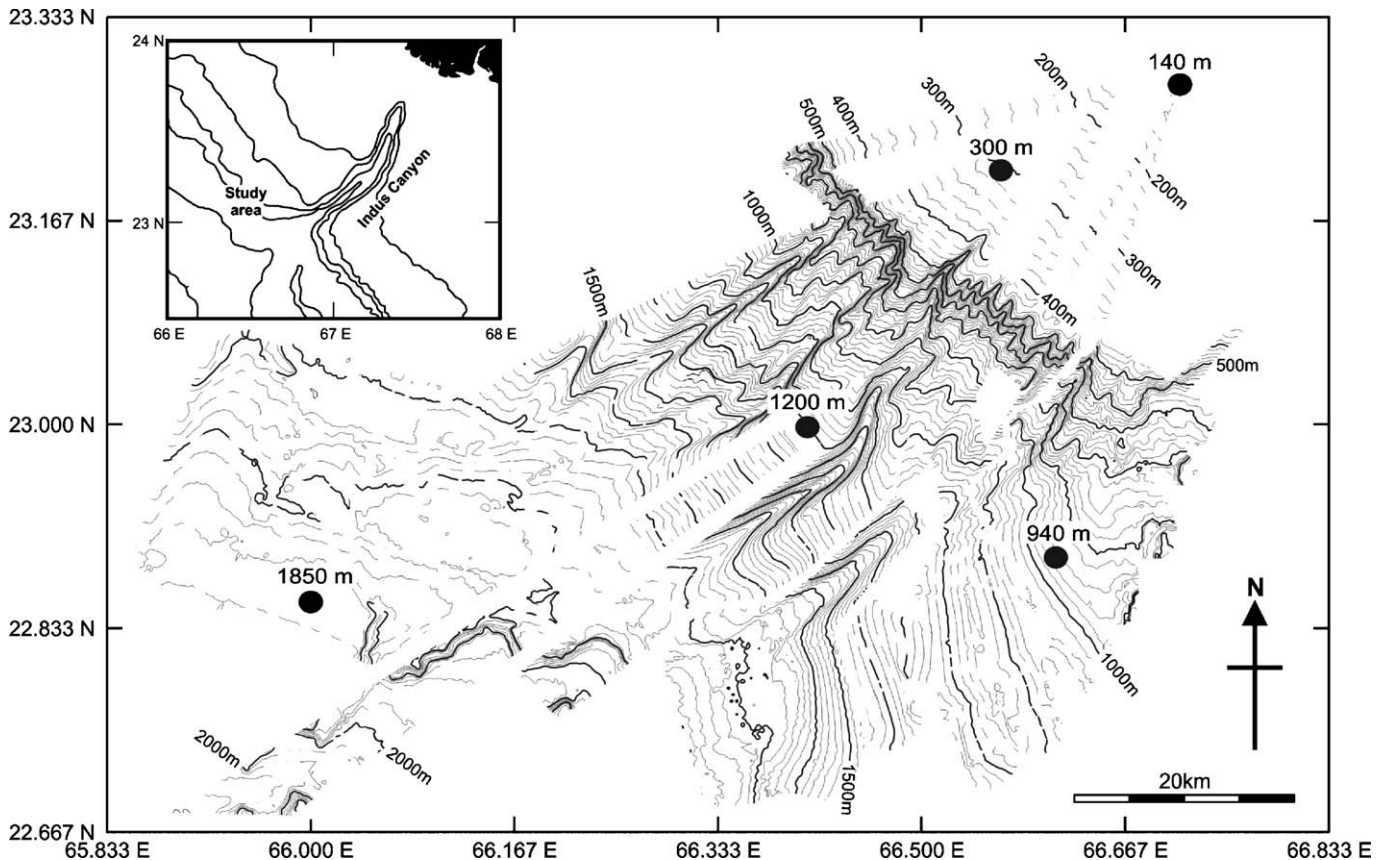 23.333 N
24 N
23 N
66 E
67 E
68 E
Study
area
Indus Canyon
140 m
200m
300m
400m
500m
300 m
200m
300m
400m
500m
23.167 N
1000m
1500m
23.000 N
1200 m
940 m
1850 m
N
22.833 N
1000m
2000m
2000m
1500m
20km
22.667 N
65.833 E
66.000 E
66.167 E
66.333 E
66.500 E
66.667 E
66.833 E